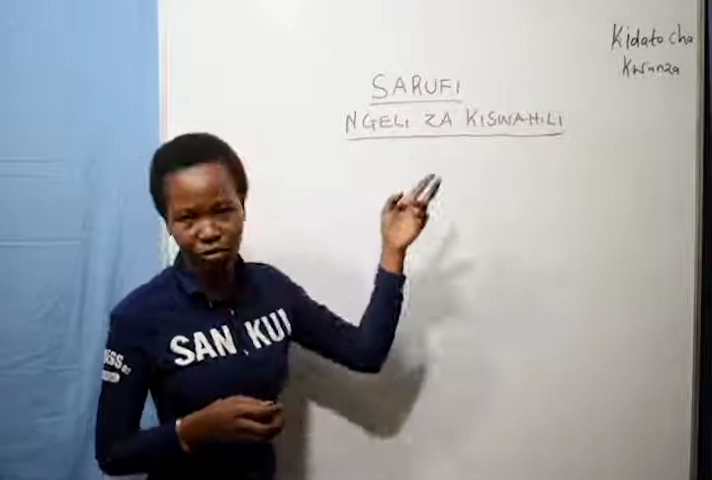 SARUFI
NGELI ZA KISWAHILI
Kidato cha
Kwanza
SAN KUI